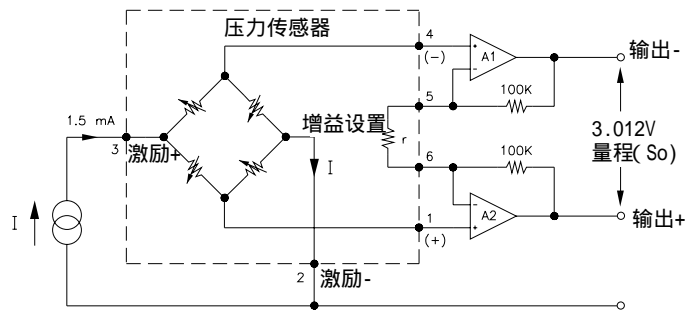 压力传感器
4
(-)
+
A1
-
输出-
1.5 mA
5
100K
增益设置
r
3.012V
量程(So)
3
激励+
I
6
100K
I
-
A2
+
1
(+)
输出+
2
激励-